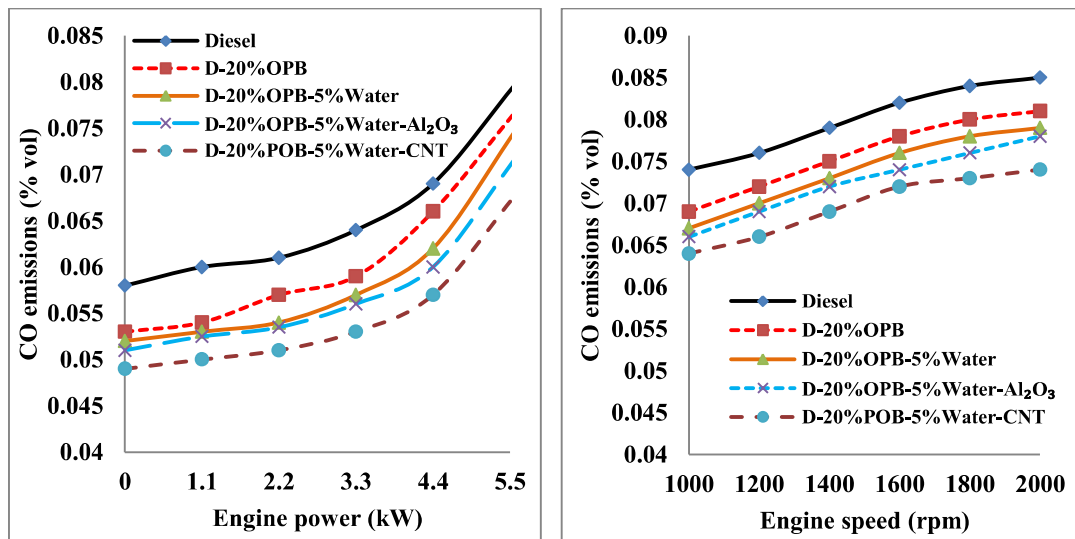 CO emissions (% vol)
0.085
0.08
0.075
0.07
0.065
0.06
0.055
0.05
0.045
0.04
Diesel
D-20%OPB
D-20%OPB-5%Water
D-20%OPB-5%Water-Al₂O₃
D-20%POB-5%Water-CNT
0 1.1 2.2 3.3 4.4 5.5
Engine power (kW)
CO emissions (% vol)
0.09
0.085
0.08
0.075
0.07
0.065
0.06
0.055
0.05
0.045
0.04
Diesel
D-20%OPB
D-20%OPB-5%Water
D-20%OPB-5%Water-Al₂O₃
D-20%POB-5%Water-CNT
1000 1200 1400 1600 1800 2000
Engine speed (rpm)